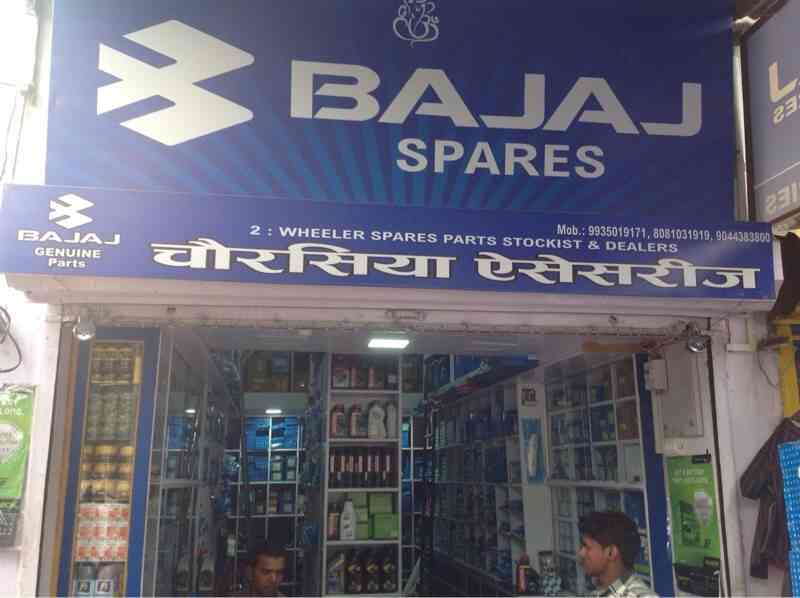 BAJAJ
SPARES
BAJAJ
GENUINE
Parts
Mob.: 9935019171, 8081031919, 9044383800
2 : WHEELER SPARES PARTS STOCKIST & DEALERS
चौरसिया ऐसेसरीज